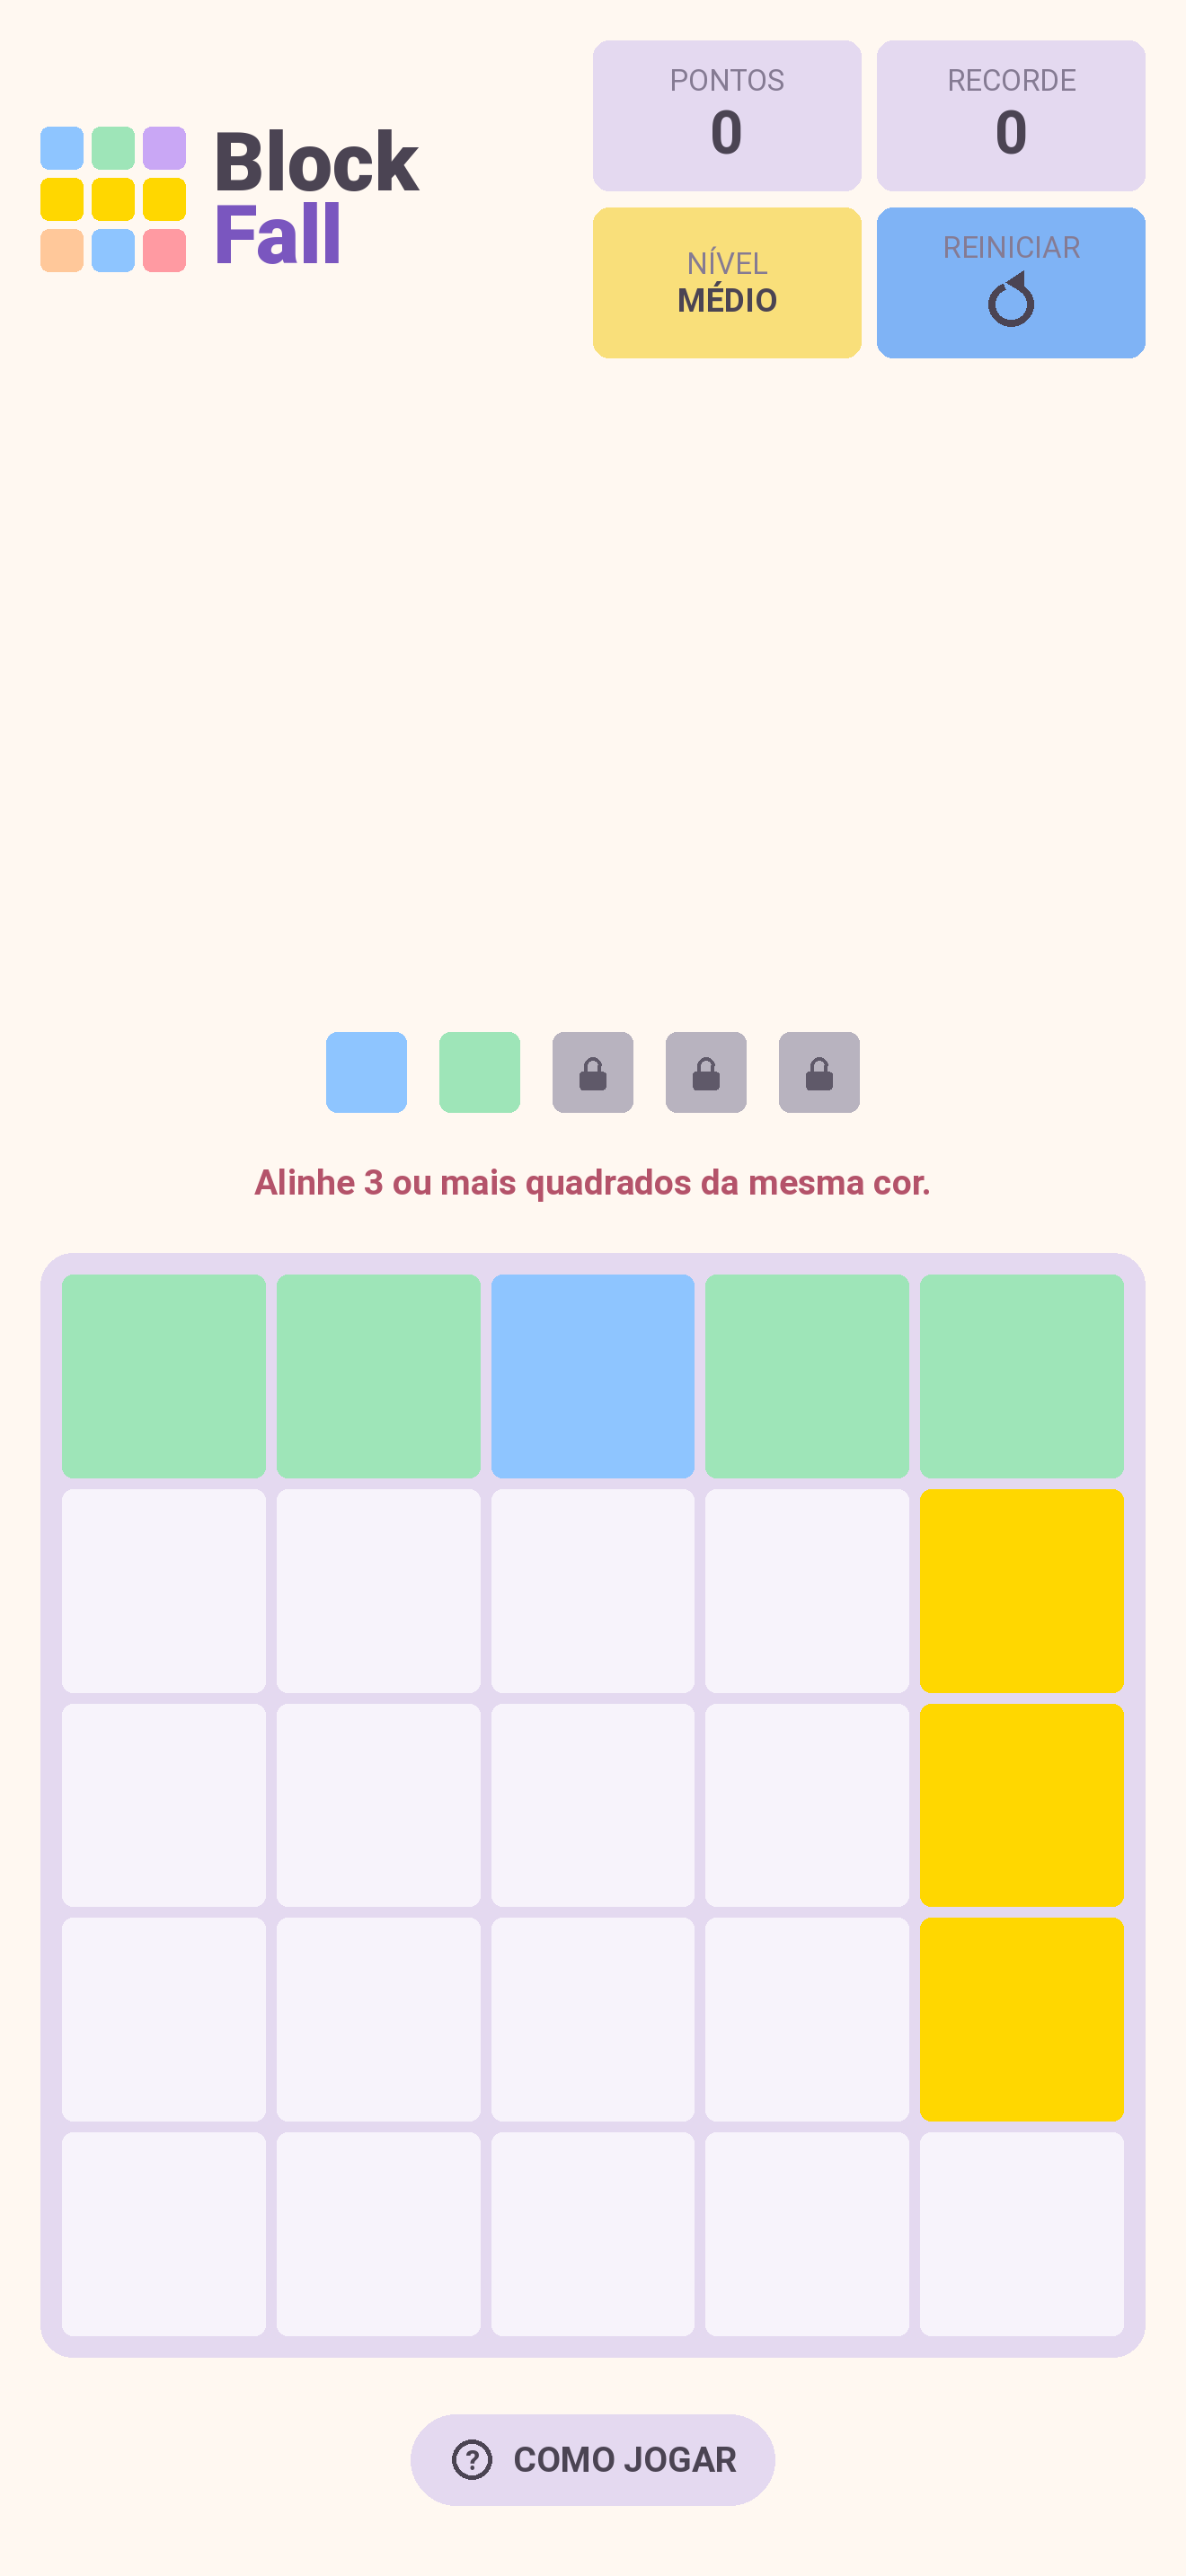 Block
Fall
PONTOS
0
RECORDE
0
NÍVEL
MÉDIO
REINICIAR
Alinhe 3 ou mais quadrados da mesma cor.
? COMO JOGAR